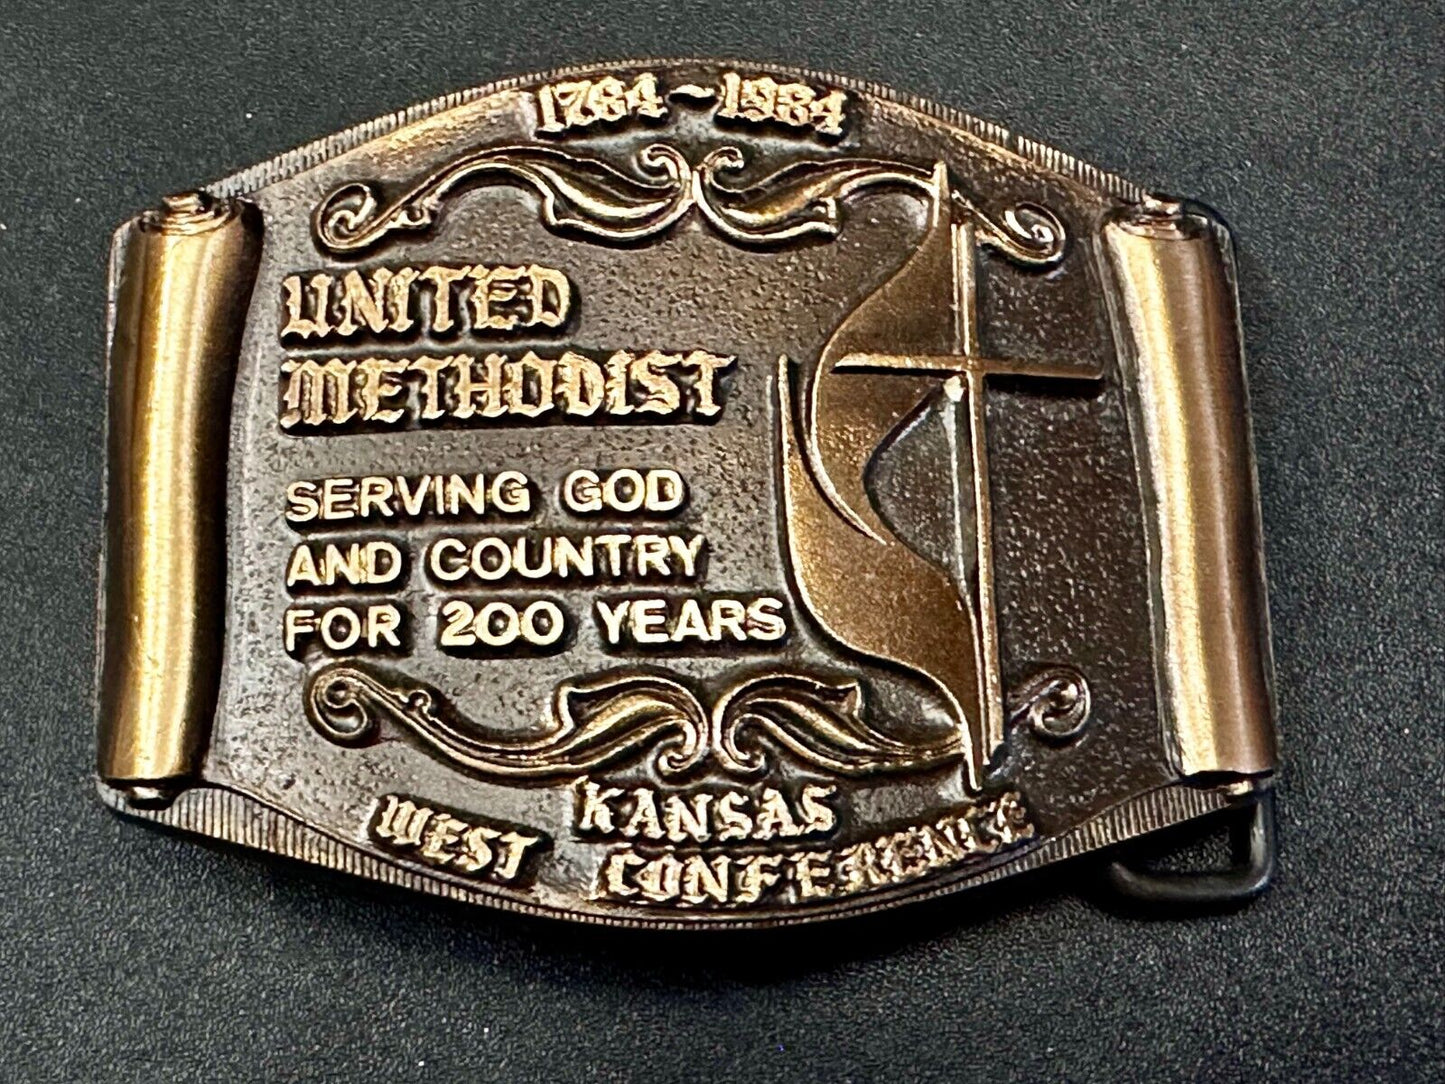 1784~1984
UNITED
METHODIST
SERVING GOD
AND COUNTRY
FOR 200 YEARS
WEST KANSAS
CONFERENCE